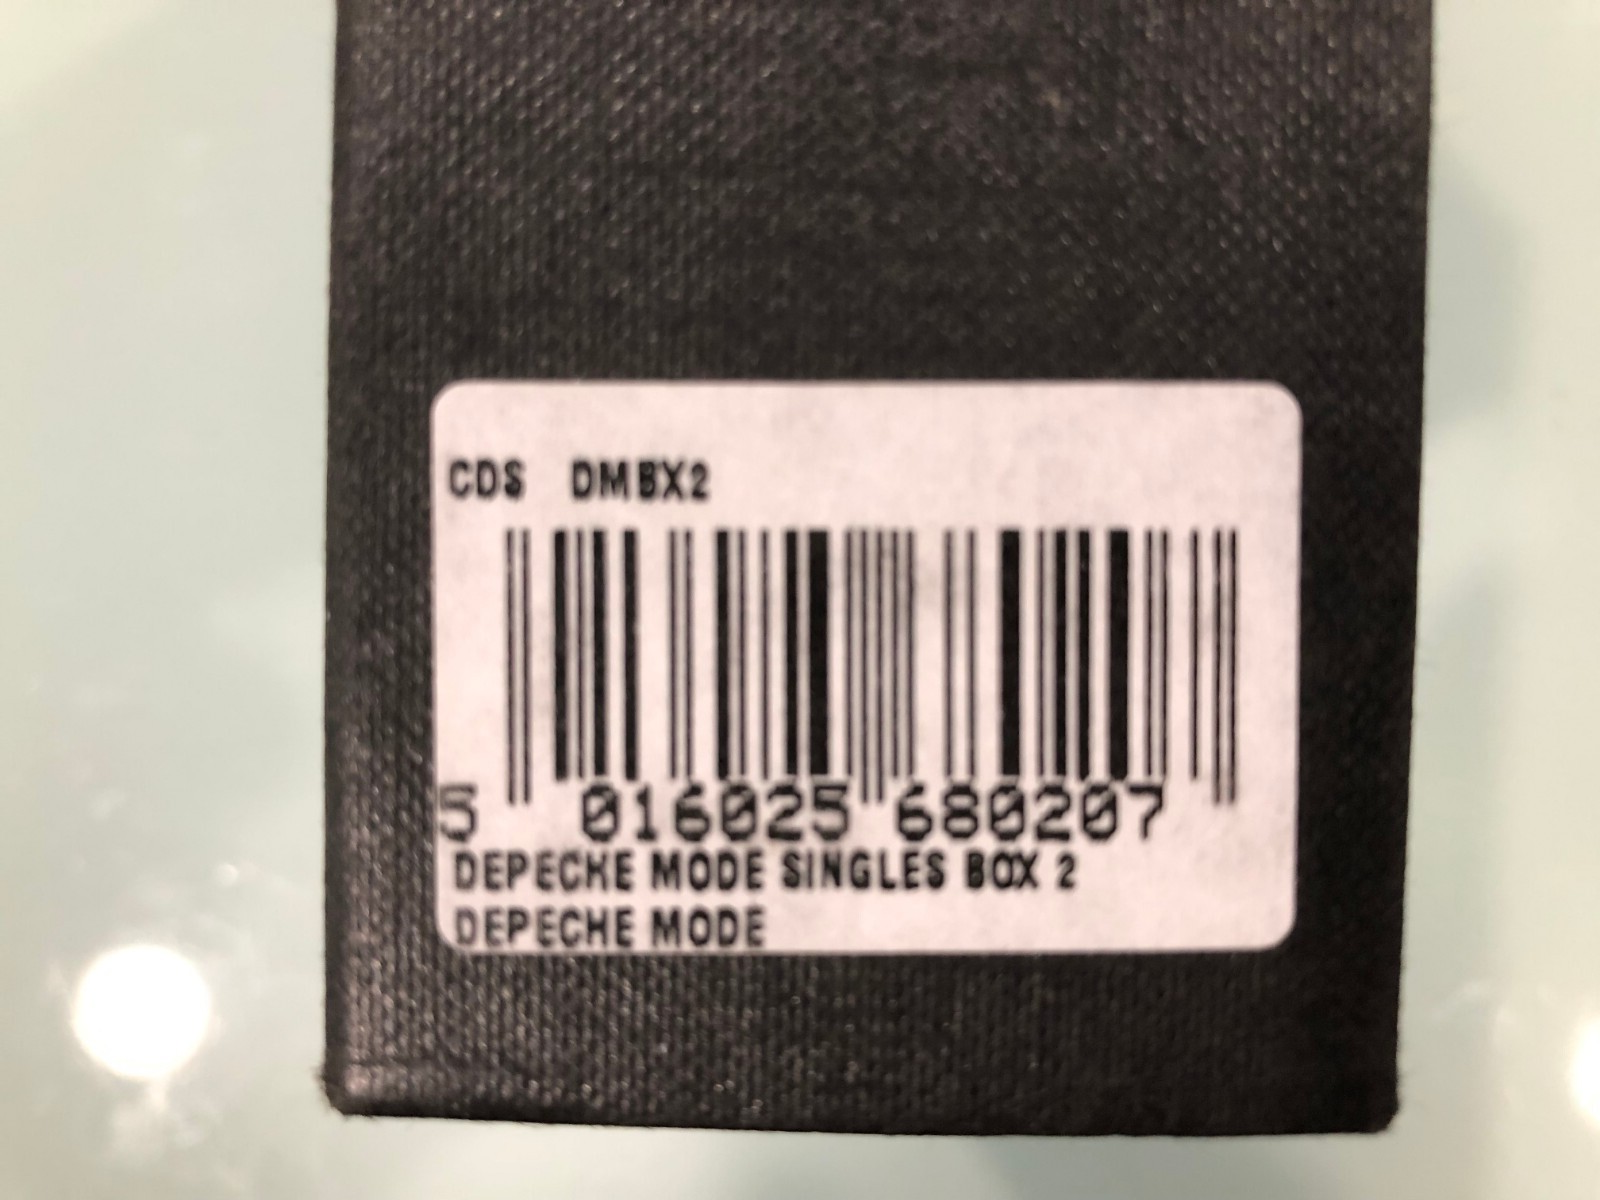 CDS DMBX2
5 016025 680207
DEPECHE MODE SINGLES BOX 2
DEPECHE MODE